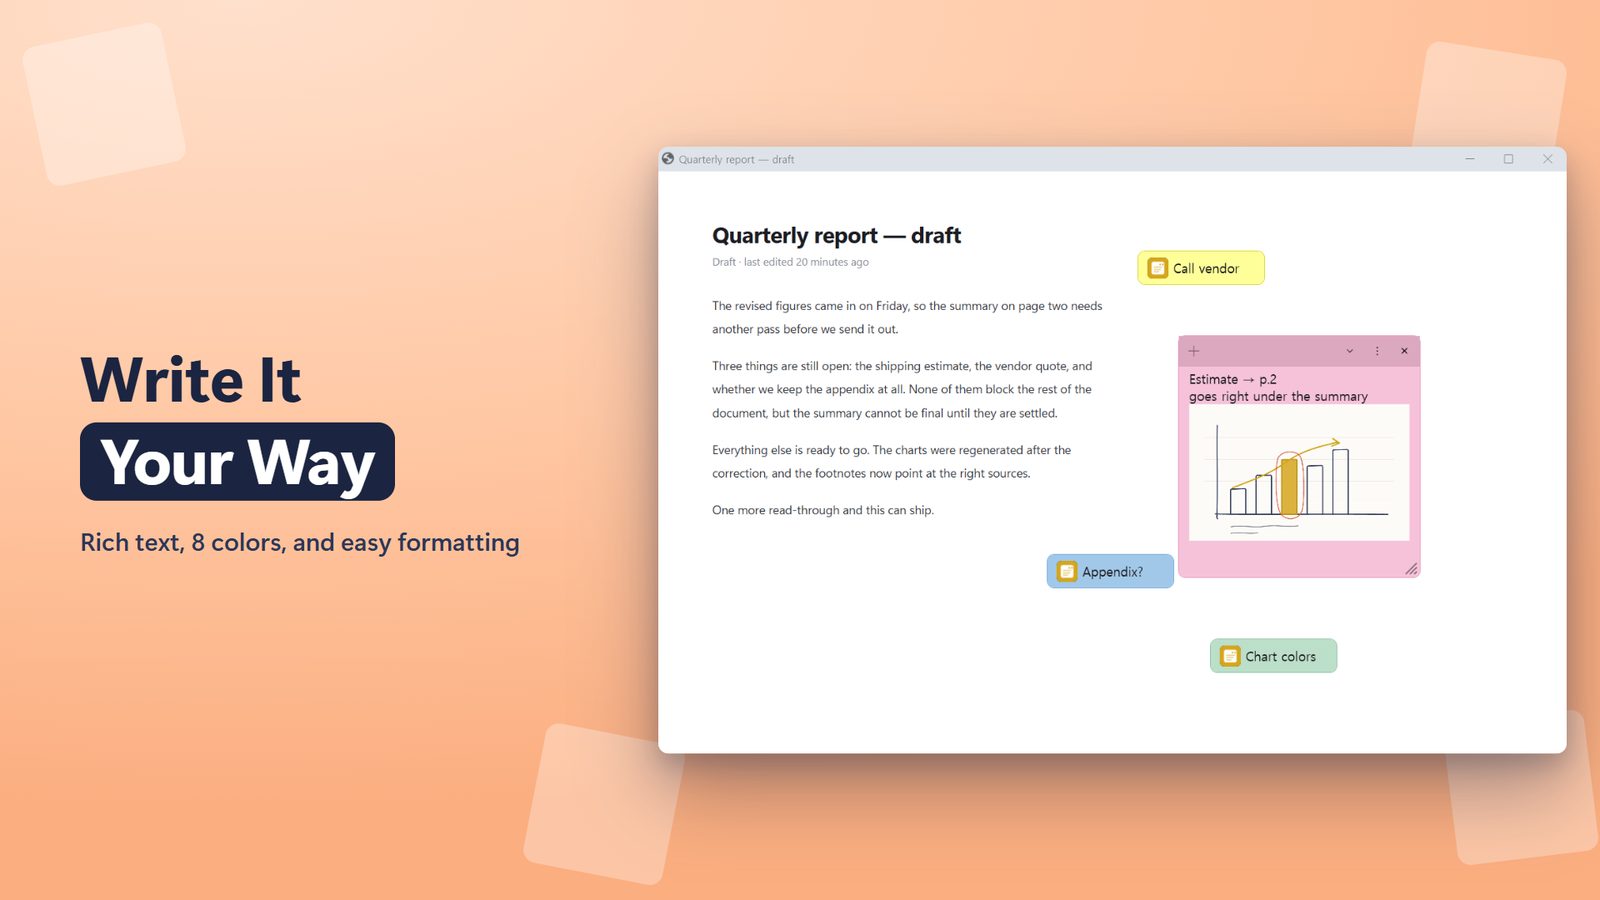 Write It
Your Way
Rich text, 8 colors, and easy formatting
Quarterly report — draft
Quarterly report — draft
Draft · last edited 20 minutes ago
The revised figures came in on Friday, so the summary on page two needs
another pass before we send it out.
Three things are still open: the shipping estimate, the vendor quote, and
whether we keep the appendix at all. None of them block the rest of the
document, but the summary cannot be final until they are settled.
Everything else is ready to go. The charts were regenerated after the
correction, and the footnotes now point at the right sources.
One more read-through and this can ship.
Call vendor
Estimate → p.2
goes right under the summary
Appendix?
Chart colors